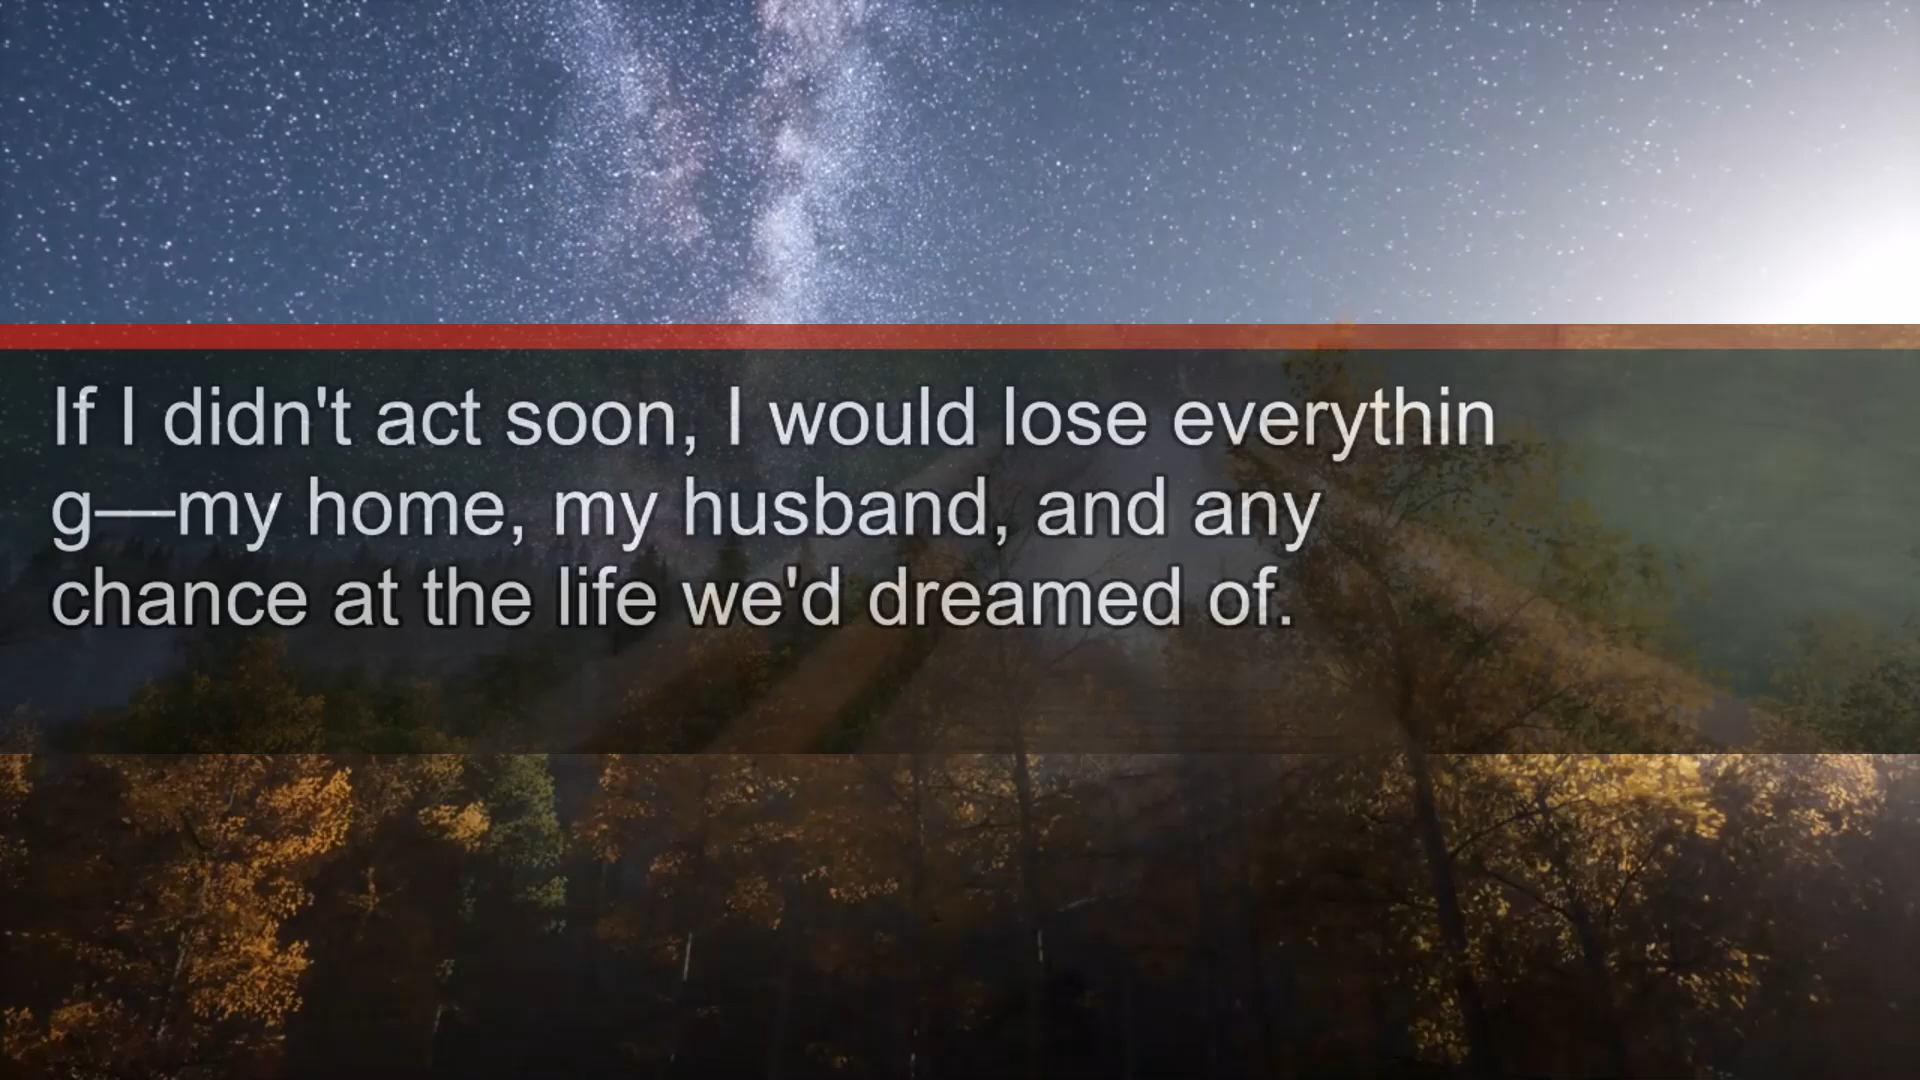 If I didn't act soon, I would lose everythin
g—my home, my husband, and any
chance at the life we'd dreamed of.